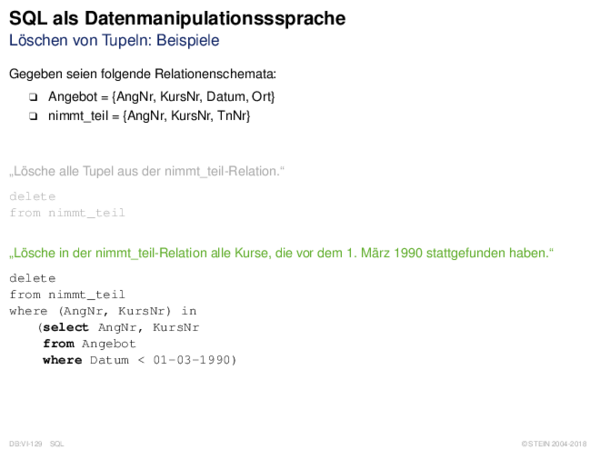 SQL als Datenmanipulationsssprache
Löschen von Tupeln: Beispiele
Gegeben seien folgende Relationenschemata:
❑ Angebot = {AngNr, KursNr, Datum, Ort}
❑ nimmt_teil = {AngNr, KursNr, TnNr}
„Lösche alle Tupel aus der nimmt_teil-Relation.“
delete
from nimmt_teil
„Lösche in der nimmt_teil-Relation alle Kurse, die vor dem 1. März 1990 stattgefunden haben.“
delete
from nimmt_teil
where (AngNr, KursNr) in
(select AngNr, KursNr
from Angebot
where Datum < 01-03-1990)
DB:VI-129 SQL
© STEIN 2004-2018